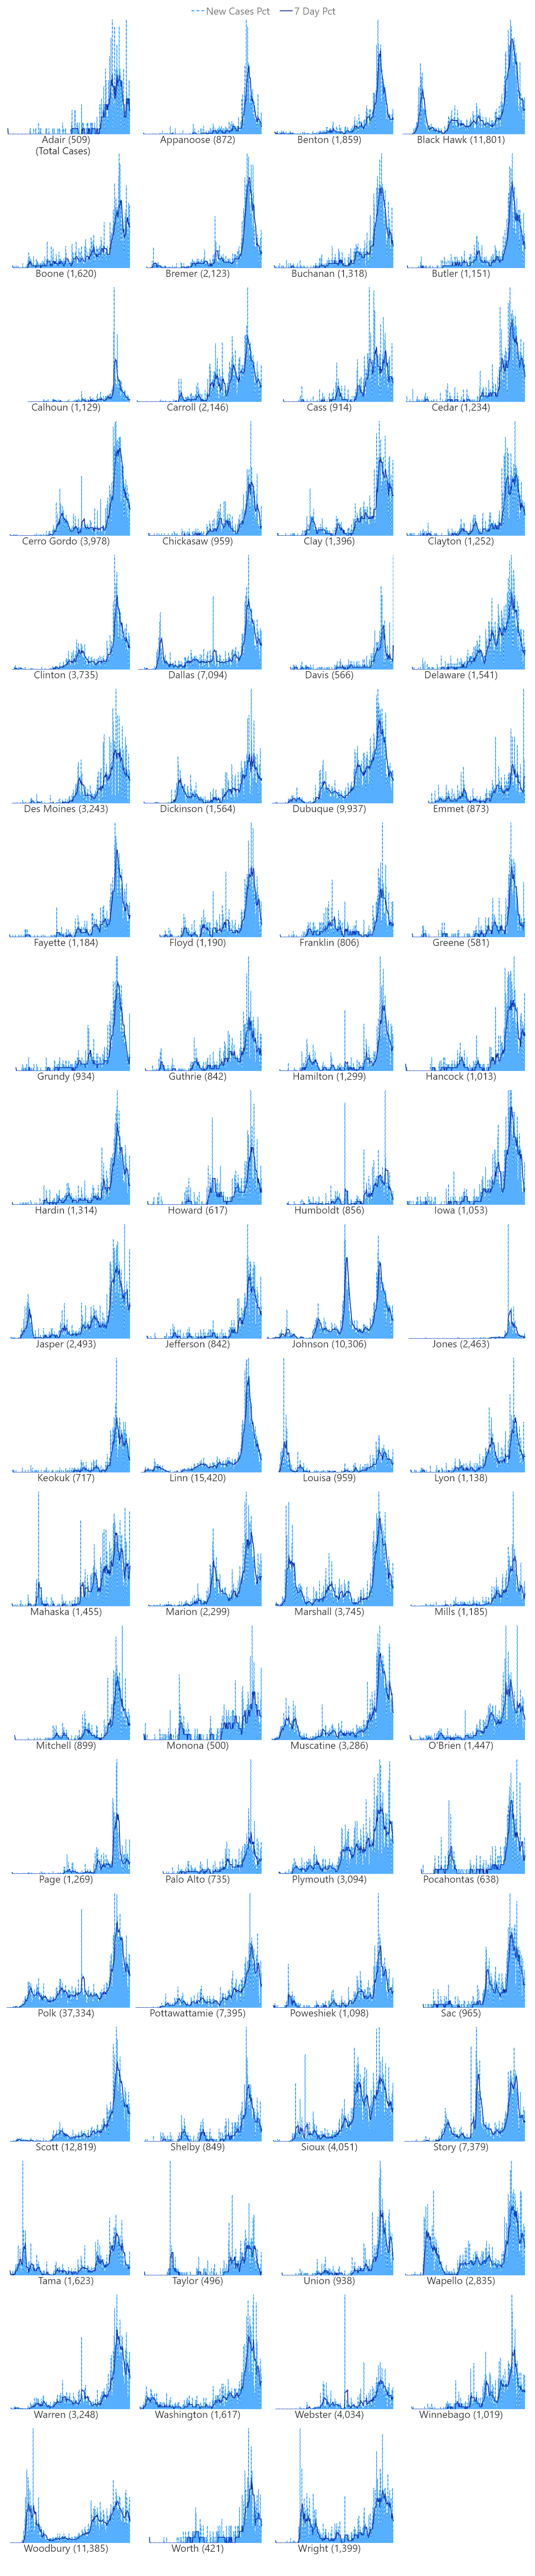 New Cases Pct 7 Day Pct
Adair (509) Appanoose (872) Benton (1,859) Black Hawk (11,801)
(Total Cases)
Boone (1,620) Bremer (2,123) Buchanan (1,318) Butler (1,151)
Calhoun (1,129) Carroll (2,146) Cass (914) Cedar (1,234)
Cerro Gordo (3,978) Chickasaw (959) Clay (1,396) Clayton (1,252)
Clinton (3,735) Dallas (7,094) Davis (566) Delaware (1,541)
Des Moines (3,243) Dickinson (1,564) Dubuque (9,937) Emmet (873)
Fayette (1,184) Floyd (1,190) Franklin (806) Greene (581)
Grundy (934) Guthrie (842) Hamilton (1,299) Hancock (1,013)
Hardin (1,314) Howard (617) Humboldt (856) Iowa (1,053)
Jasper (2,493) Jefferson (842) Johnson (10,306) Jones (2,463)
Keokuk (717) Linn (15,420) Louisa (959) Lyon (1,138)
Mahaska (1,455) Marion (2,299) Marshall (3,745) Mills (1,185)
Mitchell (899) Monona (500) Muscatine (3,286) O'Brien (1,447)
Page (1,269) Palo Alto (735) Plymouth (3,094) Pocahontas (638)
Polk (37,334) Pottawattamie (7,395) Poweshiek (1,098) Sac (965)
Scott (12,819) Shelby (849) Sioux (4,051) Story (7,379)
Tama (1,623) Taylor (496) Union (938) Wapello (2,835)
Warren (3,248) Washington (1,617) Webster (4,034) Winnebago (1,019)
Woodbury (11,385) Worth (421) Wright (1,399)